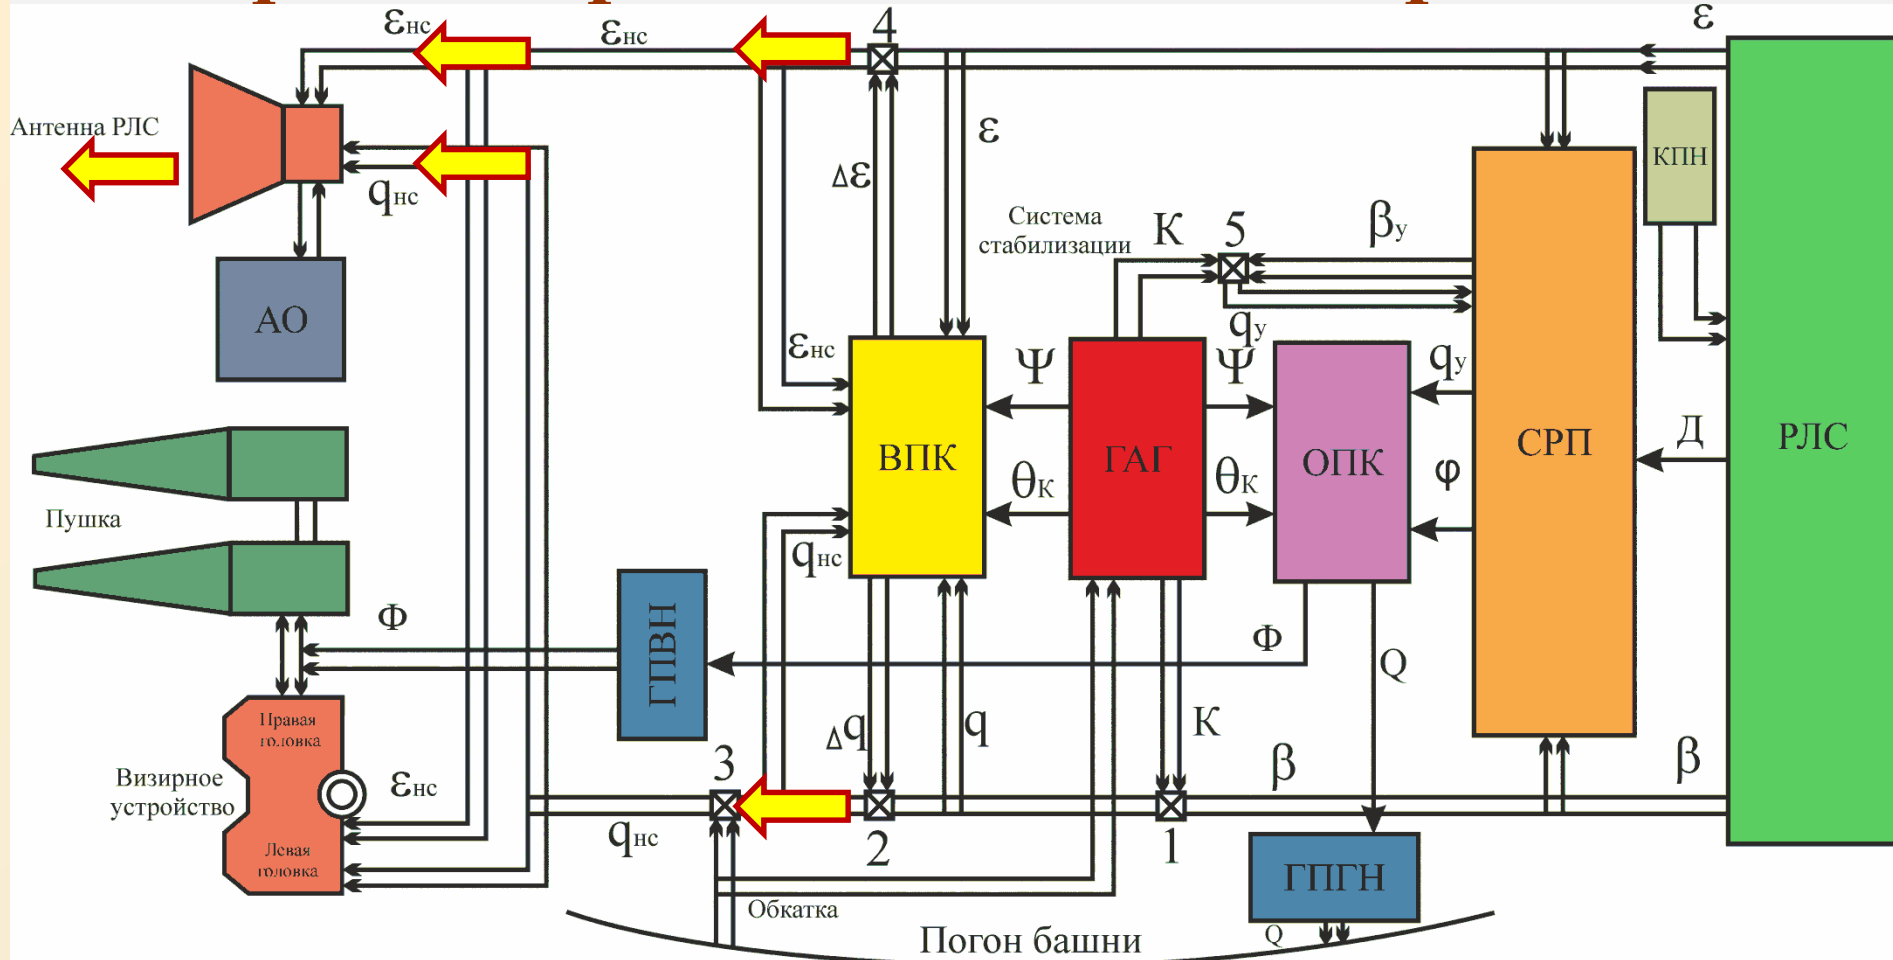 εнс
εнс
4
ε
Антенна РЛС
qнс
Δε
ε
КПН
Система
стабилизации
К
5
βу
АО
εнс
Ψ
qу
Ψ
qу
ВПК
ГАГ
ОПК
СРП
Д
РЛС
θК
θК
φ
Пушка
qнс
Ф
ГПВН
Ф
Q
Правая
головка
Δq
q
К
β
β
Визирное
устройство
εнс
3
qнс
2
1
Левая
головка
ГПГН
Обкатка
Погон башни
Q